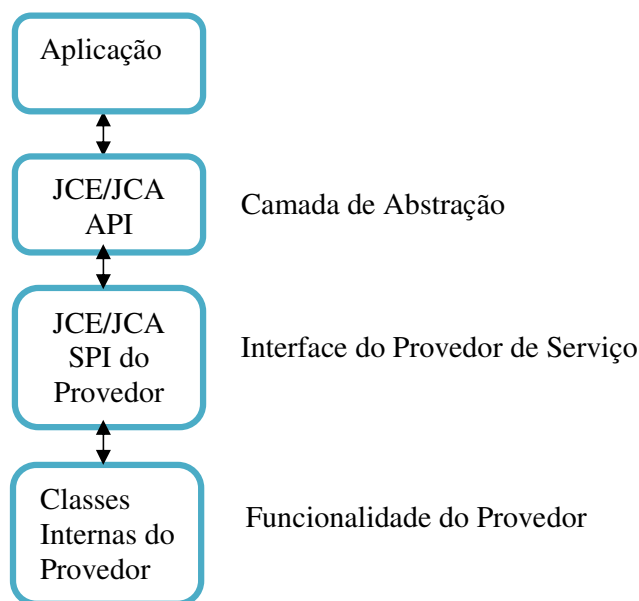 Aplicação
JCE/JCA
API
Camada de Abstração
JCE/JCA
SPI do
Provedor
Interface do Provedor de Serviço
Classes
Internas do
Provedor
Funcionalidade do Provedor